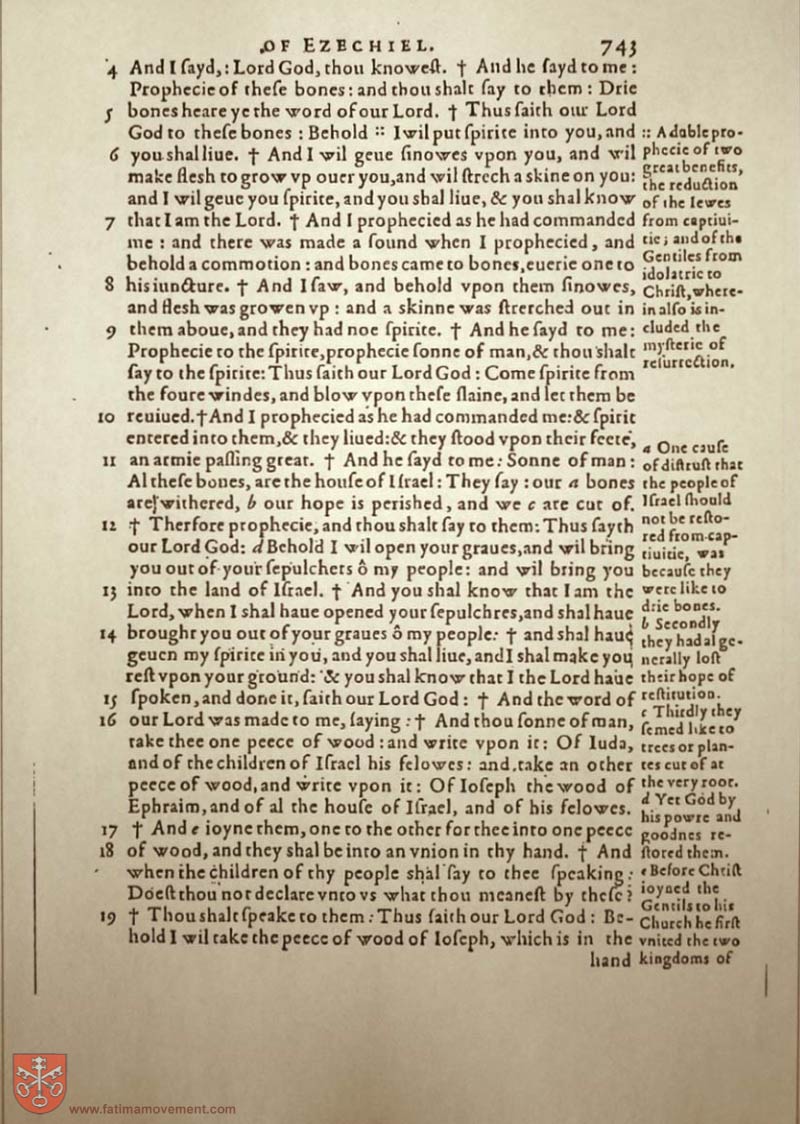 OF EZECHIEL. 743
4 And I ſayd,: Lord God, thou knoweſt. † And he ſayd to me:
Prophecie of theſe bones: and thou shalt ſay to them: Drie
5 bones heare ye the word of our Lord. † Thus ſaith our Lord
God to theſe bones: Behold :: I wil put ſpirite into you, and
6 you shal liue. † And I wil geue ſinowes vpon you, and wil
make flesh to grow vp ouer you, and wil ſtrech a skine on you:
and I wil geue you ſpirite, and you shal liue, & you shal know
7 that I am the Lord. † And I prophecied as he had commanded
me: and there was made a ſound when I prophecied, and
behold a commotion: and bones came to bones, euerie one to
8 his iuncture. † And I ſaw, and behold vpon them ſinowes,
and flesh was growen vp: and a skinne was ſtrerched out in
9 them aboue, and they had noe ſpirite. † And he ſayd to me:
Prophecie to the ſpirite, prophecie ſonne of man, & thou shalt
ſay to the ſpirite: Thus ſaith our Lord God: Come ſpirite from
the foure windes, and blow vpon theſe ſlaine, and let them be
10 reuiued. † And I prophecied as he had commanded me: & ſpirit
entered into them, & they liued: & they ſtood vpon their feete,
11 an armie paſſing great. † And he ſayd to me: Sonne of man:
Al theſe bones, are the houſe of Iſrael: They ſay: our a bones
are withered, b our hope is perished, and we c are cut of.
12 † Therfore prophecie, and thou shalt ſay to them: Thus ſayth
our Lord God: d Behold I wil open your graues, and wil bring
you out of your ſepulchers ô my people: and wil bring you
13 into the land of Iſrael. † And you shal know that I am the
Lord, when I shal haue opened your ſepulchres, and shal haue
14 brought you out of your graues ô my people: † and shal haue
geuen my ſpirite in you, and you shal liue, and I shal make you
reſt vpon your ground: & you shal know that I the Lord haue
15 ſpoken, and done it, ſaith our Lord God: † And the word of
16 our Lord was made to me, ſaying: † And thou ſonne of man,
take thee one peece of wood: and write vpon it: Of Iuda,
and of the children of Iſrael his felowes: and take an other
peece of wood, and write vpon it: Of Ioſeph the wood of
Ephraim, and of al the houſe of Iſrael, and of his felowes.
17 † And e ioyne them, one to the other for thee into one peece
18 of wood, and they shal be into an vnion in thy hand. † And
when the children of thy people shal ſay to thee ſpeaking:
Doeſt thou not declare vnto vs what thou meaneſt by theſe?
19 † Thou shalt ſpeake to them: Thus ſaith our Lord God: Be-
hold I wil take the peece of wood of Ioſeph, which is in the
hand
:: A dable pro-
phecie of two
great benefits,
the reduction
of the Iewes
from captiui-
tie; and of the
Gentiles from
idolatrie to
Chriſt, where-
in alſo is in-
cluded the
myſterie of
reſurrection.
a One cauſe
of diſtruſt that
the people of
Iſrael should
not be reſto-
red from cap-
tiuitie, was
becauſe they
were like to
drie bones.
b Secondly
they had al ge-
nerally loſt
their hope of
reſtitution.
c Thirdly they
ſemed like to
trees or plan-
tes cut of at
the very root.
d Yet God by
his powre and
goodnes re-
ſtored them.
e Before Chriſt
ioyned the
Gentils to his
Church he firſt
vnited the two
kingdoms of
www.fatimamovement.com